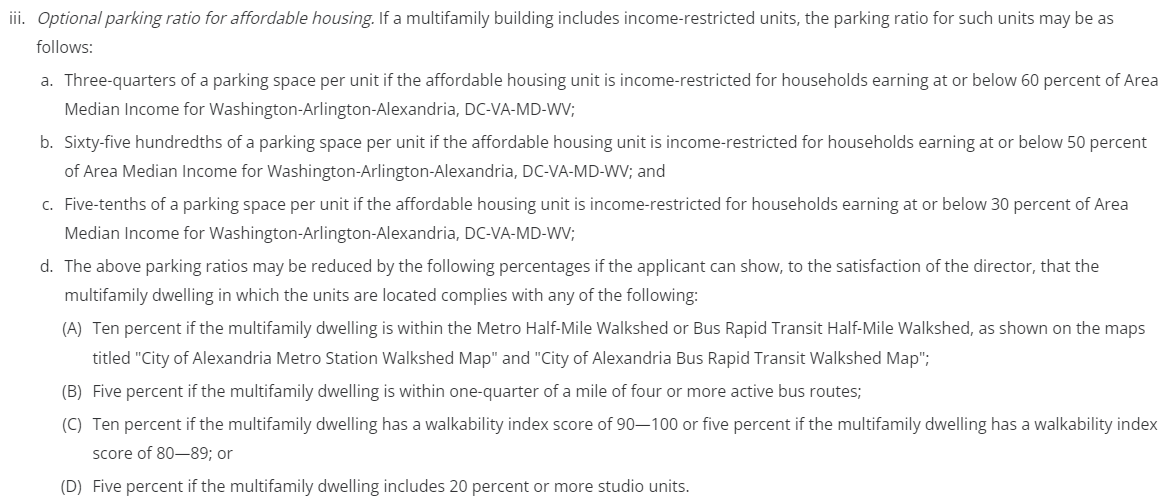 iii. Optional parking ratio for affordable housing. If a multifamily building includes income-restricted units, the parking ratio for such units may be as
follows:
a. Three-quarters of a parking space per unit if the affordable housing unit is income-restricted for households earning at or below 60 percent of Area
Median Income for Washington-Arlington-Alexandria, DC-VA-MD-WV;
b. Sixty-five hundredths of a parking space per unit if the affordable housing unit is income-restricted for households earning at or below 50 percent
of Area Median Income for Washington-Arlington-Alexandria, DC-VA-MD-WV; and
c. Five-tenths of a parking space per unit if the affordable housing unit is income-restricted for households earning at or below 30 percent of Area
Median Income for Washington-Arlington-Alexandria, DC-VA-MD-WV;
d. The above parking ratios may be reduced by the following percentages if the applicant can show, to the satisfaction of the director, that the
multifamily dwelling in which the units are located complies with any of the following:
(A) Ten percent if the multifamily dwelling is within the Metro Half-Mile Walkshed or Bus Rapid Transit Half-Mile Walkshed, as shown on the maps
titled "City of Alexandria Metro Station Walkshed Map" and "City of Alexandria Bus Rapid Transit Walkshed Map";
(B) Five percent if the multifamily dwelling is within one-quarter of a mile of four or more active bus routes;
(C) Ten percent if the multifamily dwelling has a walkability index score of 90—100 or five percent if the multifamily dwelling has a walkability index
score of 80—89; or
(D) Five percent if the multifamily dwelling includes 20 percent or more studio units.